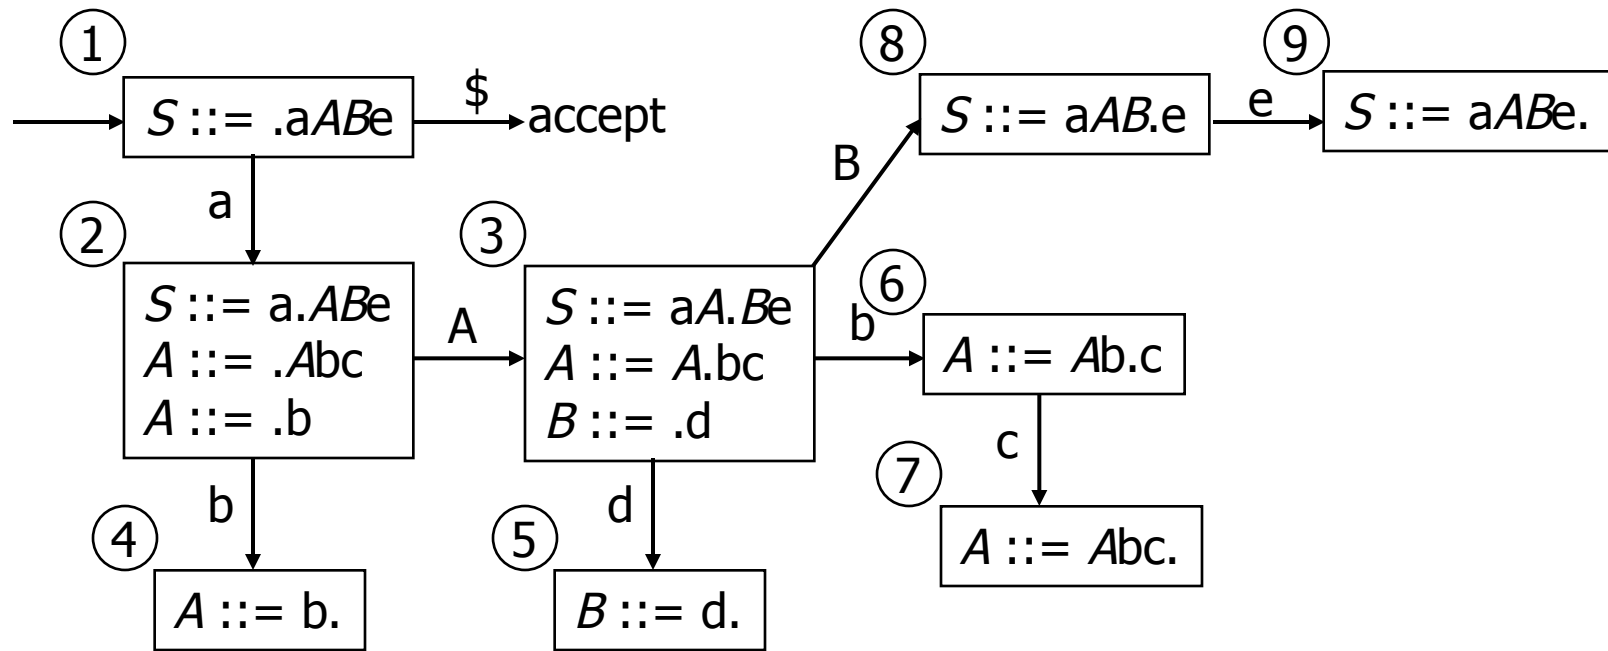 1
S ::= .aABe
$
accept
a
2
S ::= a.ABe
A ::= .Abc
A ::= .b
A
3
S ::= aA.Be
A ::= A.bc
B ::= .d
B
8
S ::= aAB.e
e
9
S ::= aABe.
b
6
A ::= Ab.c
c
7
A ::= Abc.
b
4
A ::= b.
d
5
B ::= d.